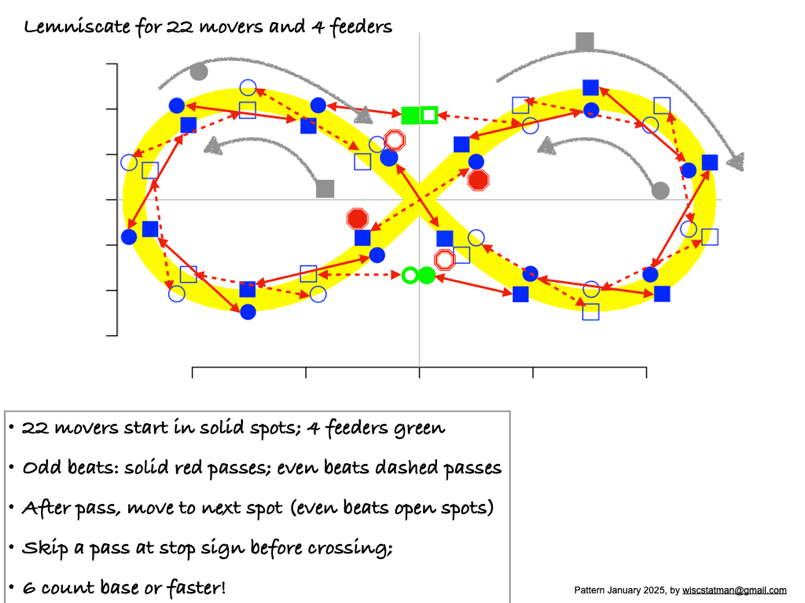 Lemniscate for 22 movers and 4 feeders
• 22 movers start in solid spots; 4 feeders green
• Odd beats: solid red passes; even beats dashed passes
• After pass, move to next spot (even beats open spots)
• Skip a pass at stop sign before crossing;
• 6 count base or faster!
Pattern January 2025, by wiscstatman@gmail.com